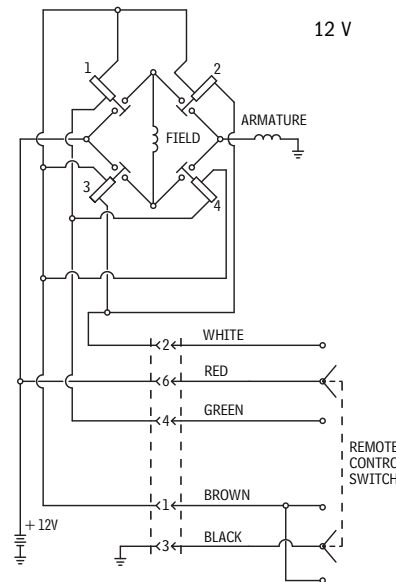 12 V
1
2
ARMATURE
FIELD
3
4
2 WHITE
6 RED
4 GREEN
REMOTE
CONTRO
SWITCH
1 BROWN
+ 12V
3 BLACK